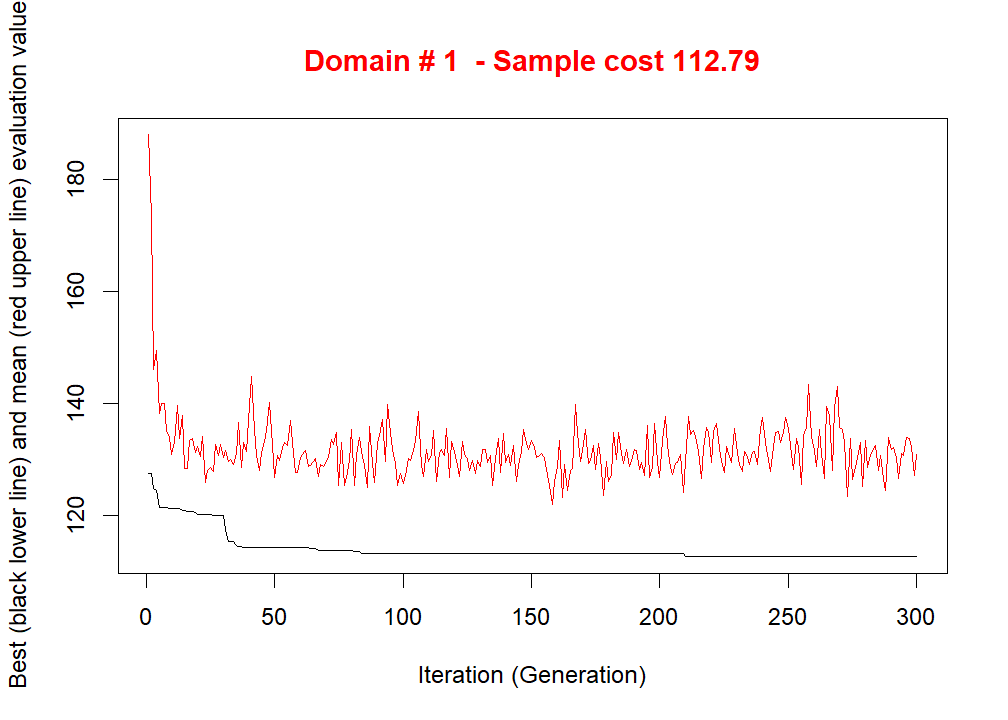 Domain # 1 - Sample cost 112.79
Best (black lower line) and mean (red upper line) evaluation value
180
160
140
120
0 50 100 150 200 250 300
Iteration (Generation)